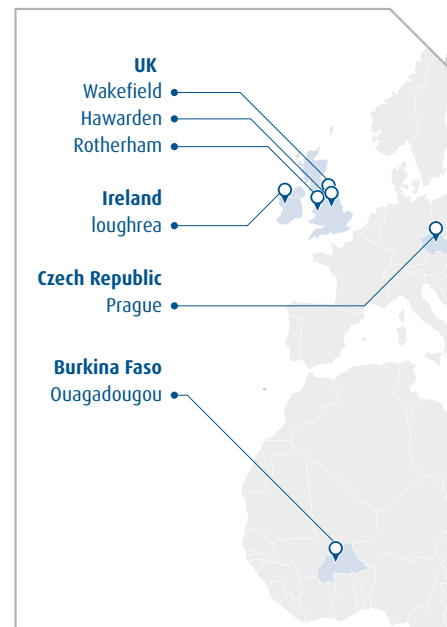 UK
Wakefield
Hawarden
Rotherham
Ireland
loughrea
Czech Republic
Prague
Burkina Faso
Ouagadougou